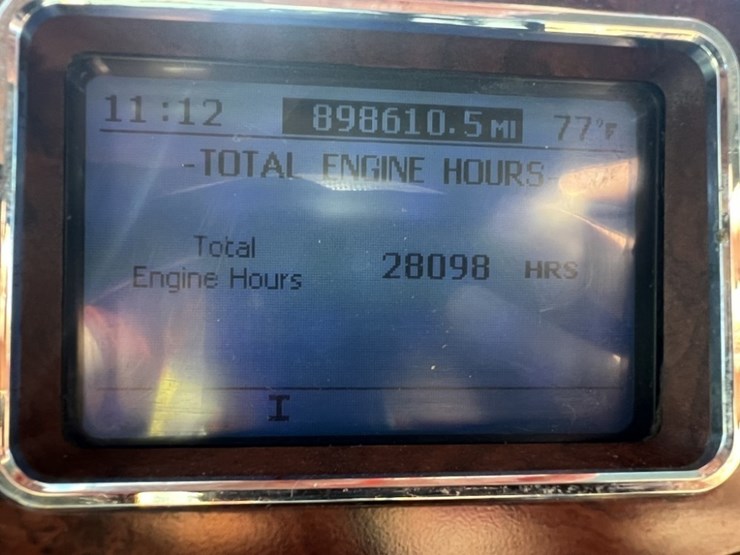 11:12 898610.5 MI 77°F
-TOTAL ENGINE HOURS-
Total
Engine Hours 28098 HRS
I